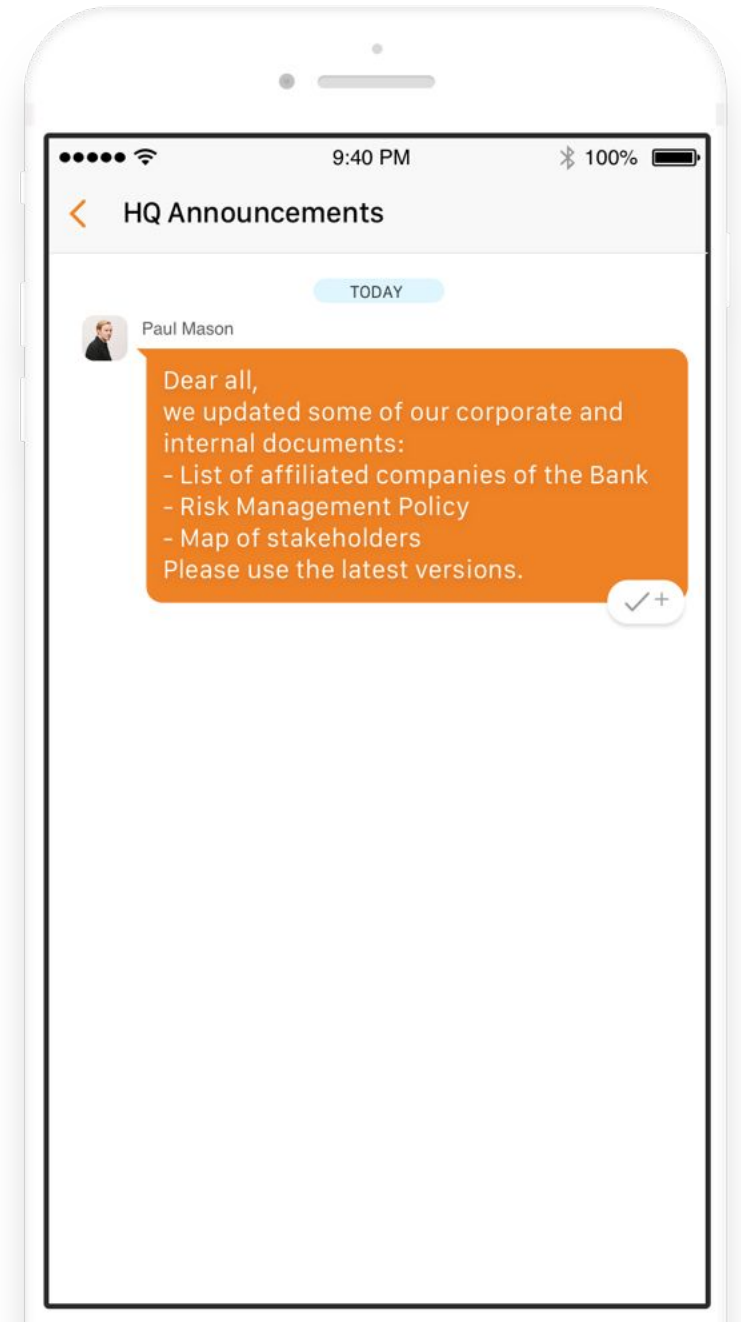 9:40 PM
100%
HQ Announcements
TODAY
Paul Mason
Dear all,
we updated some of our corporate and
internal documents:
- List of affiliated companies of the Bank
- Risk Management Policy
- Map of stakeholders
Please use the latest versions.